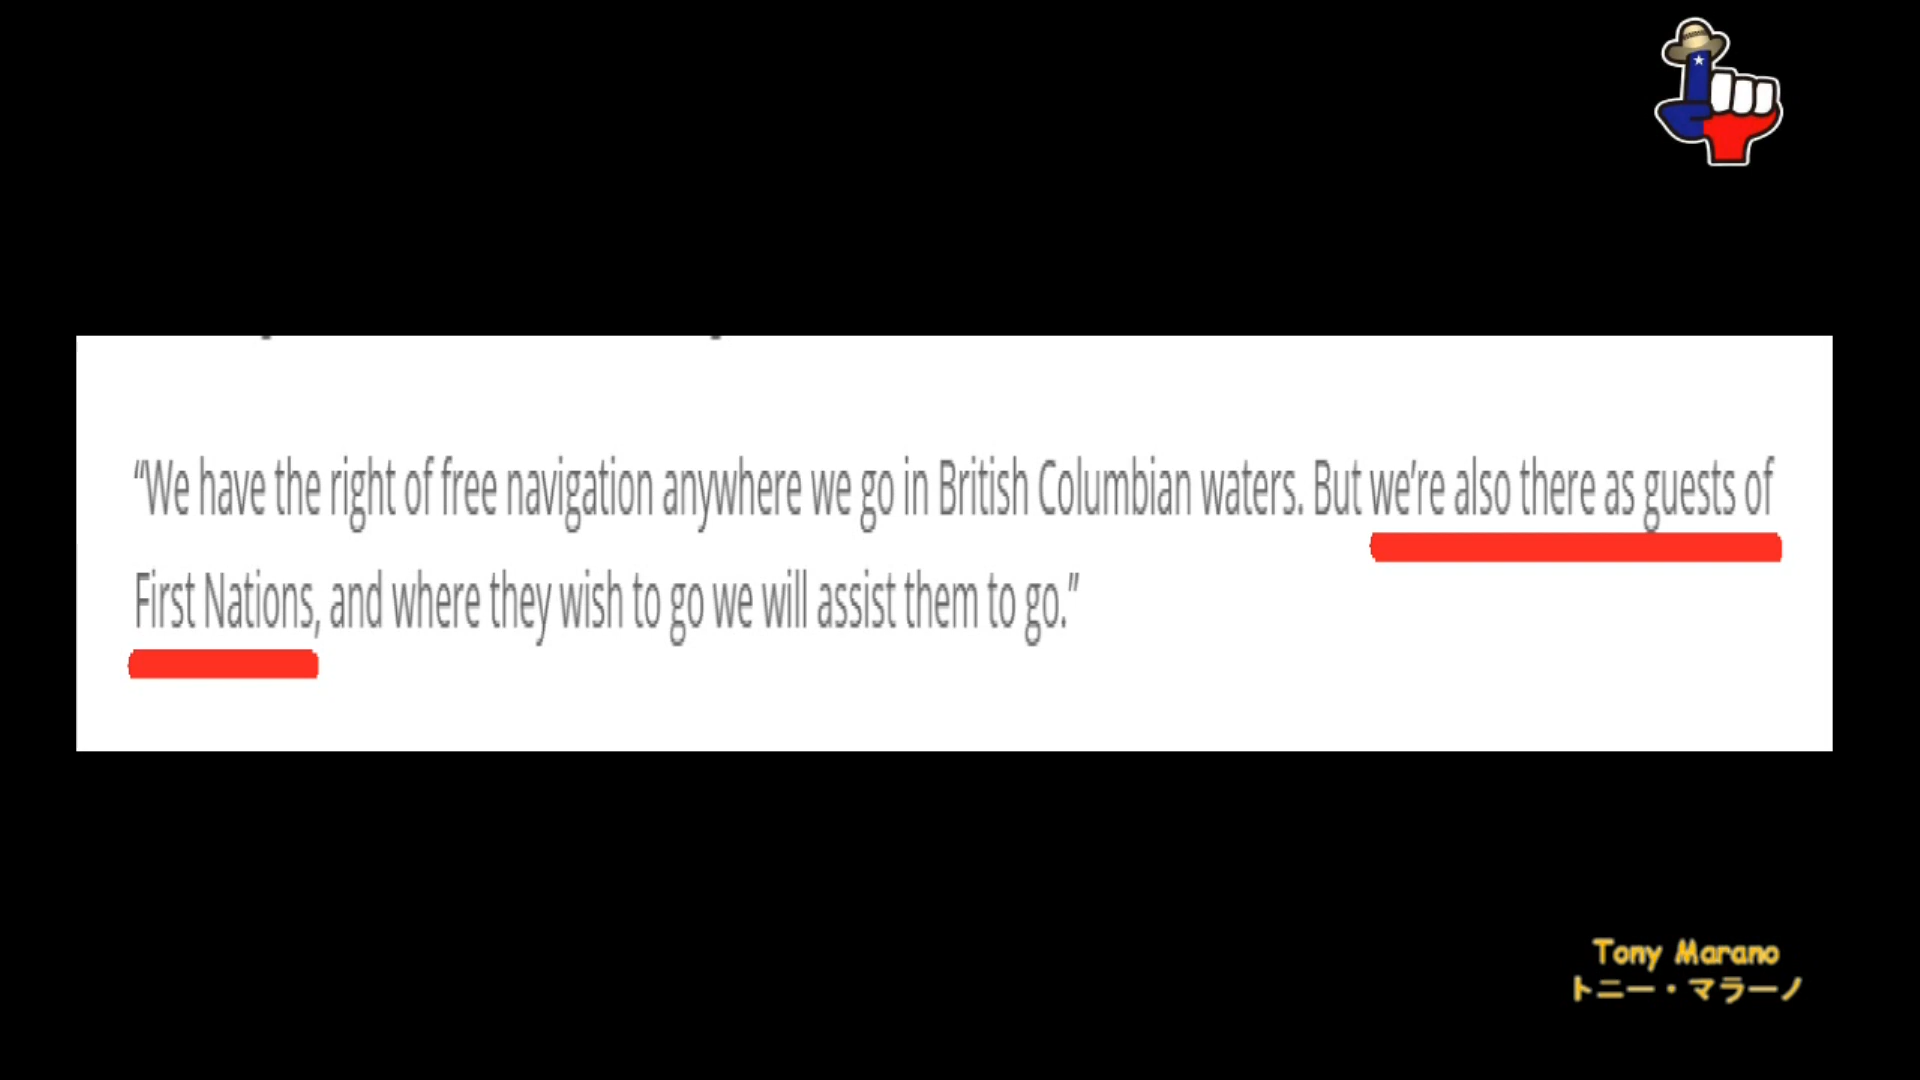 “We have the right of free navigation anywhere we go in British Columbian waters. But we’re also there as guests of
First Nations, and where they wish to go we will assist them to go.”
Tony Marano
トニー・マラーノ